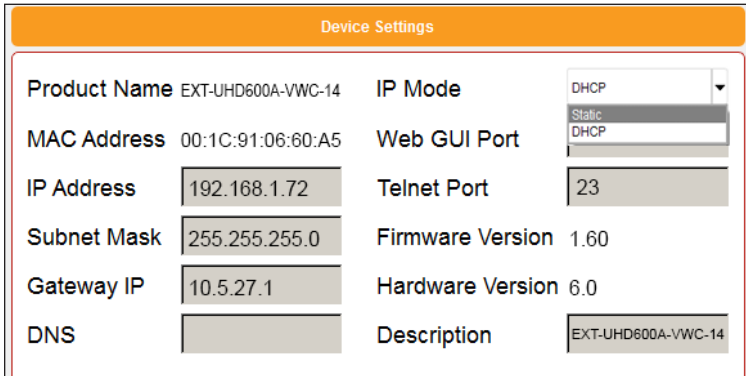 Device Settings
Product Name EXT-UHD600A-VWC-14 IP Mode DHCP
Static
MAC Address 00:1C:91:06:60:A5 Web GUI Port DHCP
IP Address 192.168.1.72 Telnet Port 23
Subnet Mask 255.255.255.0 Firmware Version 1.60
Gateway IP 10.5.27.1 Hardware Version 6.0
DNS Description EXT-UHD600A-VWC-14